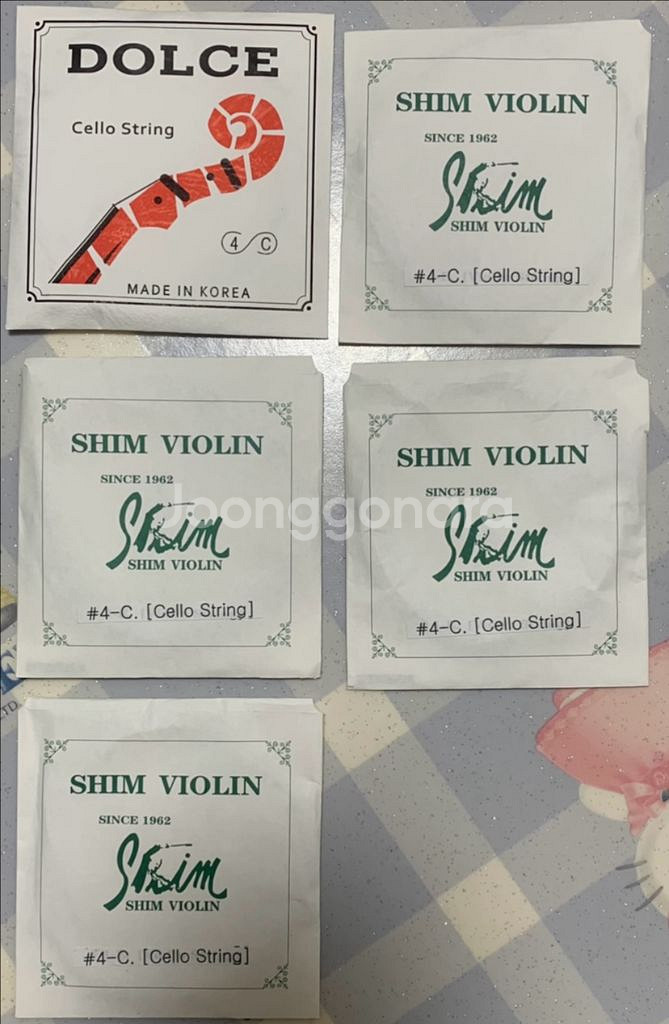 DOLCE
Cello String
4 C
MADE IN KOREA
SHIM VIOLIN
SINCE 1962
Shim
SHIM VIOLIN
#4-C. [Cello String]
SHIM VIOLIN
SINCE 1962
Shim
SHIM VIOLIN
#4-C. [Cello String]
SHIM VIOLIN
SINCE 1962
Shim
SHIM VIOLIN
#4-C. [Cello String]
Joonggonara
SHIM VIOLIN
SINCE 1962
Shim
SHIM VIOLIN
#4-C. [Cello String]
LTD